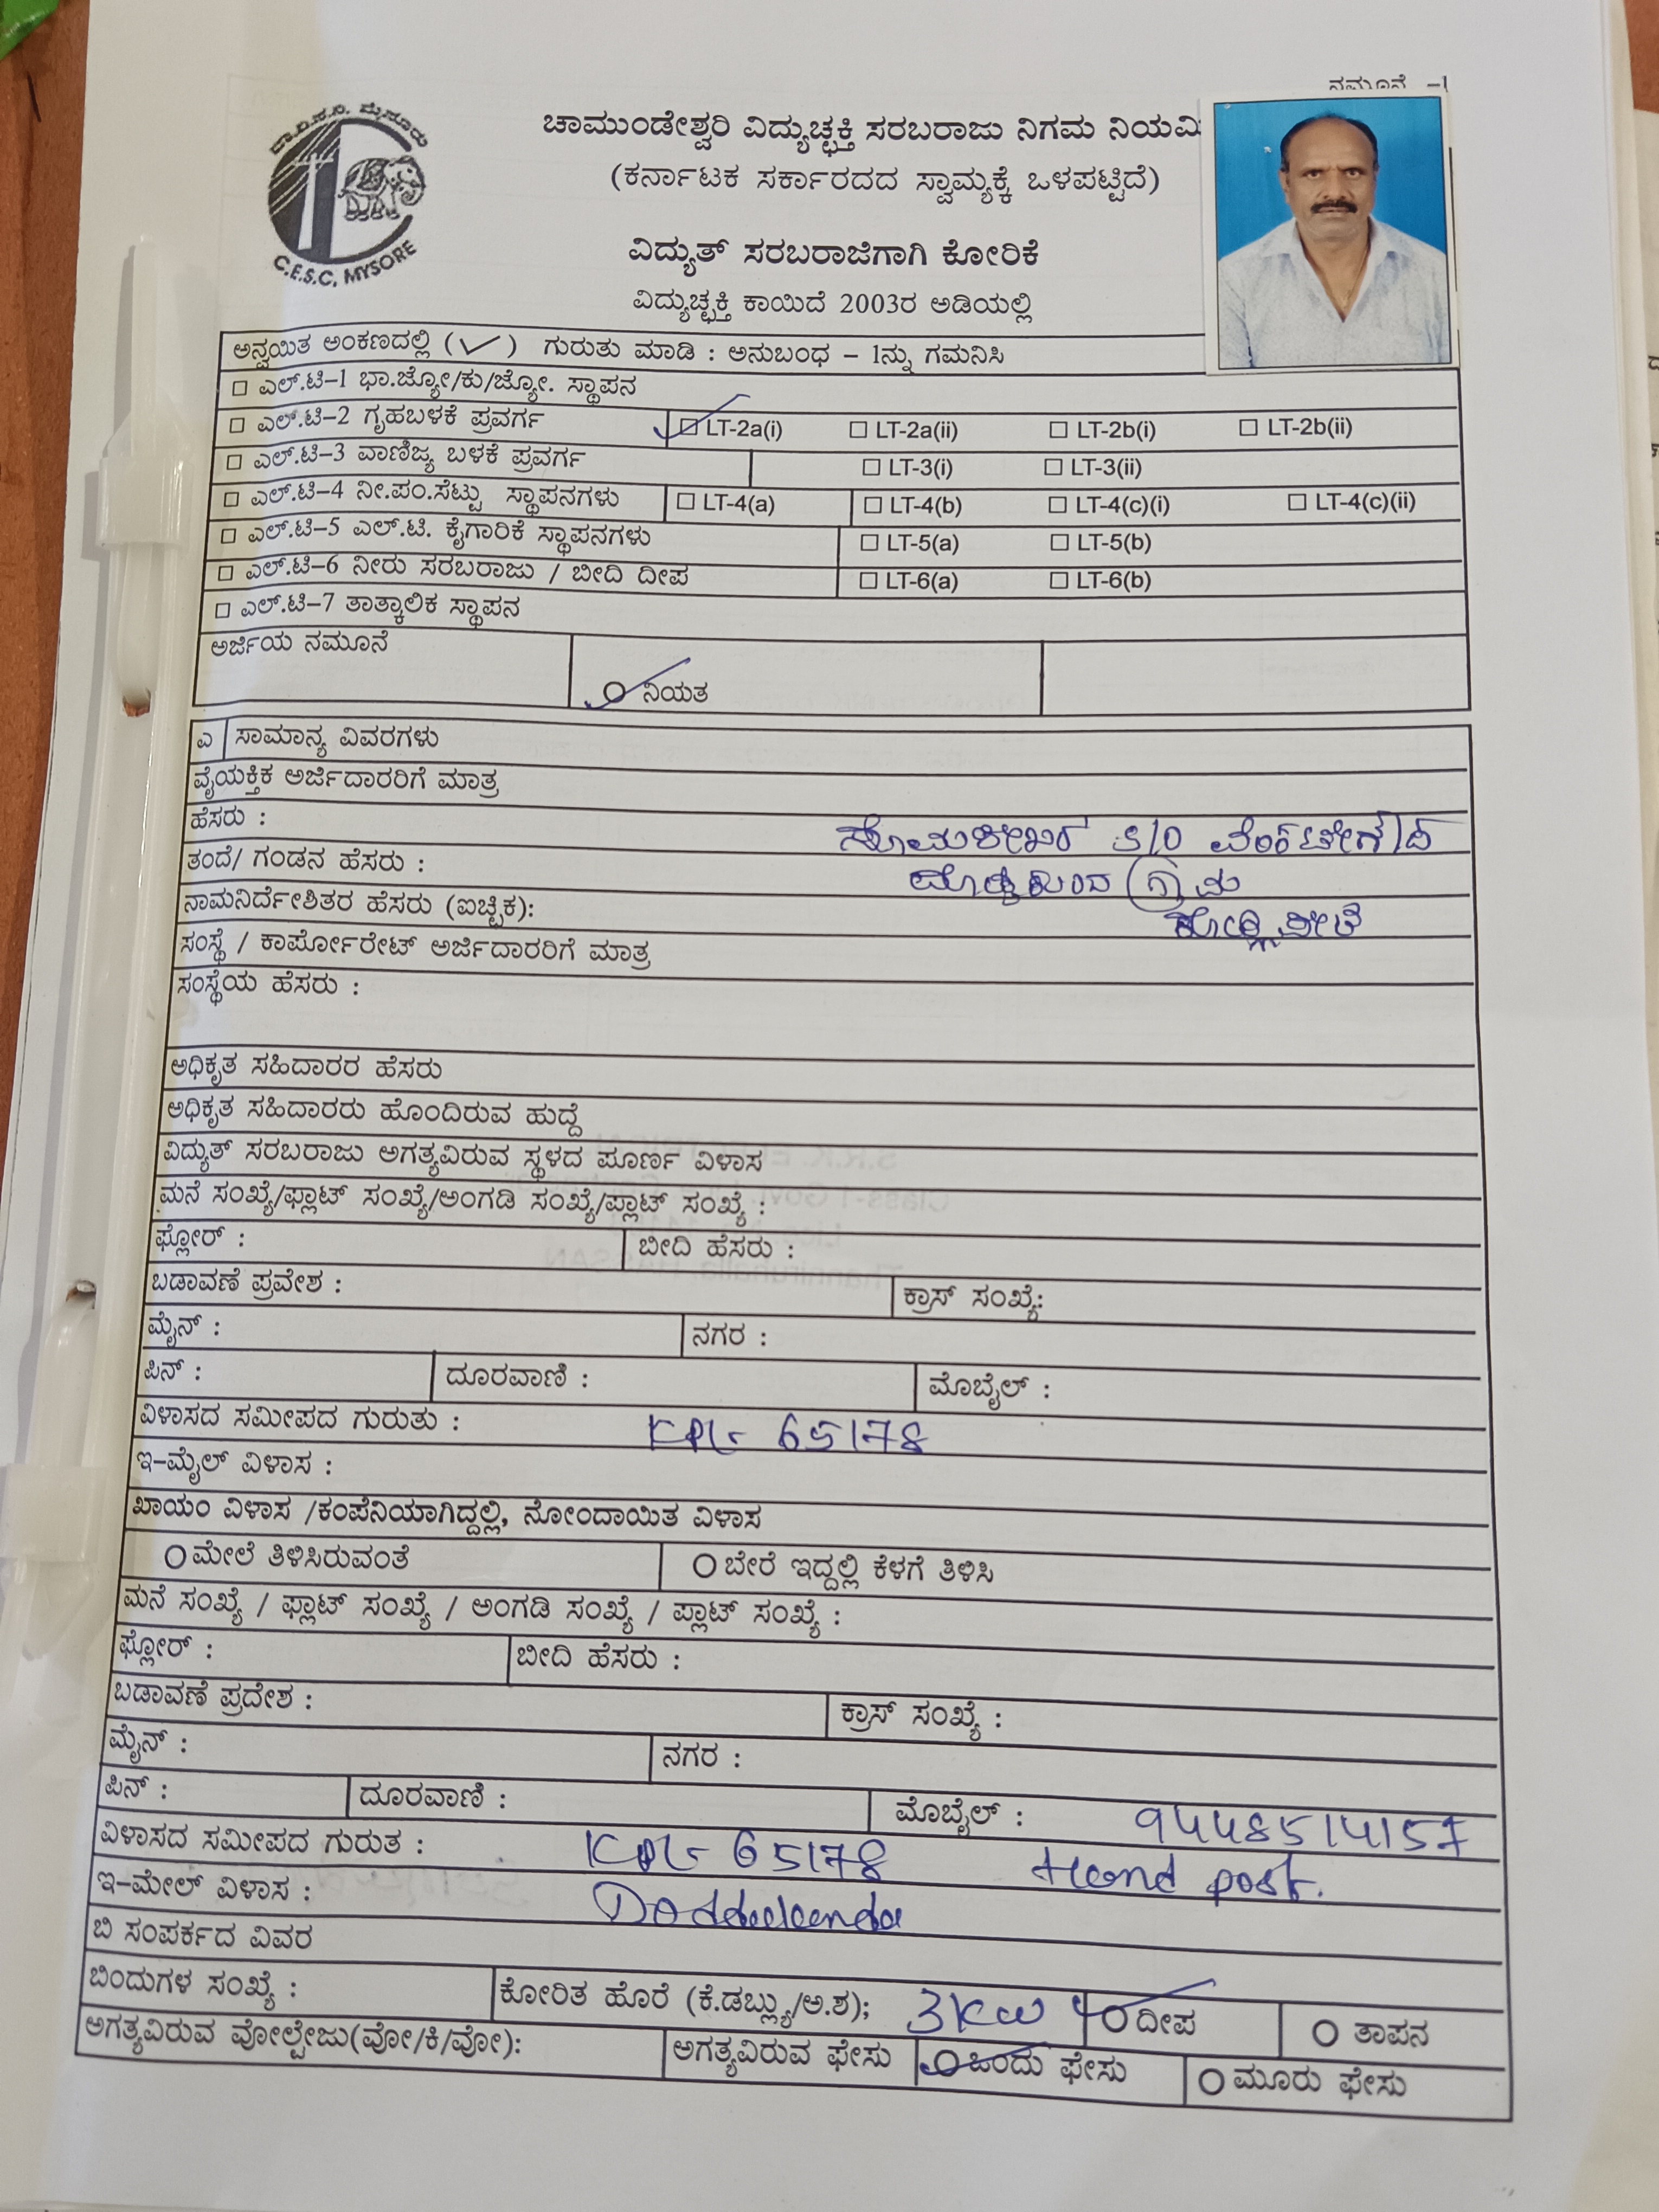 ನಮೂನೆ -1
ಚಾ.ವಿ.ಸ.ನಿ. ಮೈಸೂರು
C.E.S.C, MYSORE
ಚಾಮುಂಡೇಶ್ವರಿ ವಿದ್ಯುಚ್ಛಕ್ತಿ ಸರಬರಾಜು ನಿಗಮ
(ಕರ್ನಾಟಕ ಸರ್ಕಾರದದ ಸ್ವಾಮ್ಯಕ್ಕೆ ಒಳಪಟ್ಟಿದೆ)
ವಿದ್ಯುತ್ ಸರಬರಾಜಿಗಾಗಿ ಕೋರಿಕೆ
ವಿದ್ಯುಚ್ಛಕ್ತಿ ಕಾಯಿದೆ 2003ರ ಅಡಿಯಲ್ಲಿ
ಅನ್ವಯಿತ ಅಂಕಣದಲ್ಲಿ (✓) ಗುರುತು ಮಾಡಿ : ಅನುಬಂಧ – 1ನ್ನು ಗಮನಿಸಿ
ಎಲ್.ಟಿ–1 ಭಾ.ಜ್ಯೋ/ಕು/ಜ್ಯೋ. ಸ್ಥಾಪನ
ಎಲ್.ಟಿ–2 ಗೃಹಬಳಕೆ ಪ್ರವರ್ಗ LT-2a(i) LT-2a(ii) LT-2b(i) LT-2b(ii)
ಎಲ್.ಟಿ–3 ವಾಣಿಜ್ಯ ಬಳಕೆ ಪ್ರವರ್ಗ LT-3(i) LT-3(ii)
ಎಲ್.ಟಿ–4 ನೀ.ಪಂ.ಸೆಟ್ಟು ಸ್ಥಾಪನಗಳು LT-4(a) LT-4(b) LT-4(c)(i) LT-4(c)(ii)
ಎಲ್.ಟಿ–5 ಎಲ್.ಟಿ. ಕೈಗಾರಿಕೆ ಸ್ಥಾಪನಗಳು LT-5(a) LT-5(b)
ಎಲ್.ಟಿ–6 ನೀರು ಸರಬರಾಜು / ಬೀದಿ ದೀಪ LT-6(a) LT-6(b)
ಎಲ್.ಟಿ–7 ತಾತ್ಕಾಲಿಕ ಸ್ಥಾಪನ
ಅರ್ಜಿಯ ನಮೂನೆ
ನಿಯತ
ಎ ಸಾಮಾನ್ಯ ವಿವರಗಳು
ವೈಯಕ್ತಿಕ ಅರ್ಜಿದಾರರಿಗೆ ಮಾತ್ರ
ಹೆಸರು : ಸೋಮಶೇಖರ S/O
ತಂದೆ/ ಗಂಡನ ಹೆಸರು : ಗ್ರಾಮ
ನಾಮನಿರ್ದೇಶಿತರ ಹೆಸರು (ಐಚ್ಛಿಕ):
ಸಂಸ್ಥೆ / ಕಾರ್ಪೋರೇಟ್ ಅರ್ಜಿದಾರರಿಗೆ ಮಾತ್ರ
ಸಂಸ್ಥೆಯ ಹೆಸರು :
ಅಧಿಕೃತ ಸಹಿದಾರರ ಹೆಸರು
ಅಧಿಕೃತ ಸಹಿದಾರರು ಹೊಂದಿರುವ ಹುದ್ದೆ
ವಿದ್ಯುತ್ ಸರಬರಾಜು ಅಗತ್ಯವಿರುವ ಸ್ಥಳದ ಪೂರ್ಣ ವಿಳಾಸ
ಮನೆ ಸಂಖ್ಯೆ/ಫ್ಲಾಟ್ ಸಂಖ್ಯೆ/ಅಂಗಡಿ ಸಂಖ್ಯೆ/ಪ್ಲಾಟ್ ಸಂಖ್ಯೆ :
ಫ್ಲೋರ್ : ಬೀದಿ ಹೆಸರು :
ಬಡಾವಣೆ ಪ್ರವೇಶ : ಕ್ರಾಸ್ ಸಂಖ್ಯೆ:
ಮೈನ್ : ನಗರ :
ಪಿನ್ : ದೂರವಾಣಿ : ಮೊಬೈಲ್ :
ವಿಳಾಸದ ಸಮೀಪದ ಗುರುತು : 65178
ಇ–ಮೈಲ್ ವಿಳಾಸ :
ಖಾಯಂ ವಿಳಾಸ /ಕಂಪೆನಿಯಾಗಿದ್ದಲ್ಲಿ, ನೋಂದಾಯಿತ ವಿಳಾಸ
ಮೇಲೆ ತಿಳಿಸಿರುವಂತೆ ಬೇರೆ ಇದ್ದಲ್ಲಿ ಕೆಳಗೆ ತಿಳಿಸಿ
ಮನೆ ಸಂಖ್ಯೆ / ಫ್ಲಾಟ್ ಸಂಖ್ಯೆ / ಅಂಗಡಿ ಸಂಖ್ಯೆ / ಪ್ಲಾಟ್ ಸಂಖ್ಯೆ :
ಫ್ಲೋರ್ : ಬೀದಿ ಹೆಸರು :
ಬಡಾವಣೆ ಪ್ರದೇಶ : ಕ್ರಾಸ್ ಸಂಖ್ಯೆ :
ಮೈನ್ : ನಗರ :
ಪಿನ್ : ದೂರವಾಣಿ : ಮೊಬೈಲ್ : 9448514157
ವಿಳಾಸದ ಸಮೀಪದ ಗುರುತ : 65178 Hand post.
ಇ–ಮೇಲ್ ವಿಳಾಸ :
ಬಿ ಸಂಪರ್ಕದ ವಿವರ
ಬಿಂದುಗಳ ಸಂಖ್ಯೆ : ಕೋರಿತ ಹೊರೆ (ಕೆ.ಡಬ್ಲ್ಯು/ಅ.ಶ); 3KW ದೀಪ ತಾಪನ
ಅಗತ್ಯವಿರುವ ವೋಲ್ಟೇಜು(ವೋ/ಕಿ/ವೋ): ಅಗತ್ಯವಿರುವ ಫೇಸು ಒಂದು ಫೇಸು ಮೂರು ಫೇಸು